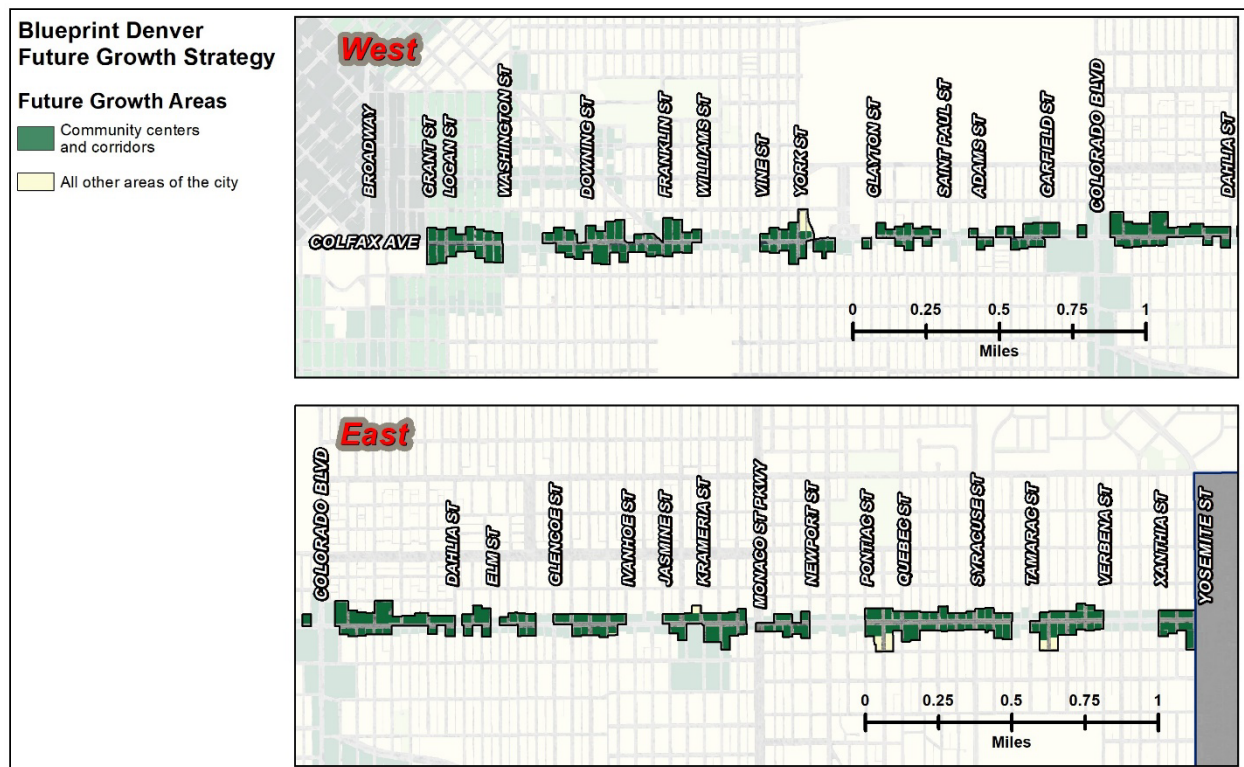 Blueprint Denver
Future Growth Strategy
Future Growth Areas
Community centers
and corridors
All other areas of the city
West
BROADWAY
GRANT ST
LOGAN ST
WASHINGTON ST
DOWNING ST
FRANKLIN ST
WILLIAMS ST
VINE ST
YORK ST
CLAYTON ST
SAINT PAUL ST
ADAMS ST
GARFIELD ST
COLORADO BLVD
DAHLIA ST
COLFAX AVE
0 0.25 0.5 0.75 1
Miles
East
COLORADO BLVD
DAHLIA ST
ELM ST
GLENCOE ST
IVANHOE ST
JASMINE ST
KRAMERIA ST
MONACO ST PKWY
NEWPORT ST
PONTIAC ST
QUEBEC ST
SYRACUSE ST
TAMARAC ST
VERBENA ST
XANTHIA ST
YOSEMITE ST
0 0.25 0.5 0.75 1
Miles